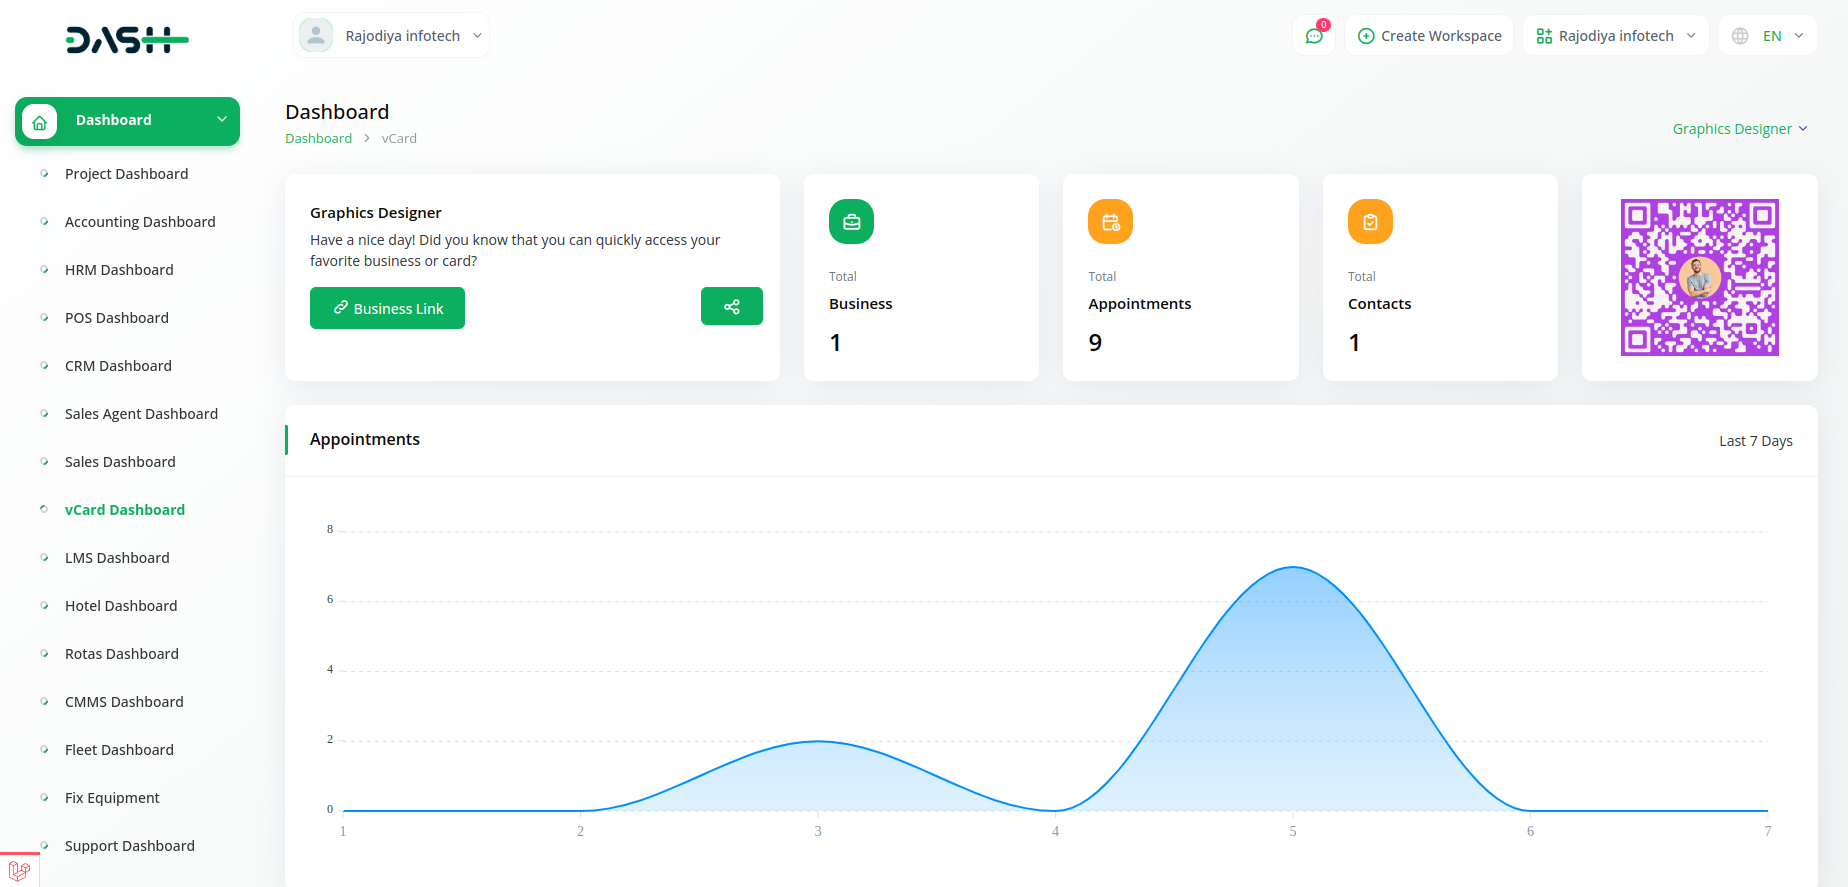 DASH
Rajodiya infotech
0
Create Workspace
Rajodiya infotech
EN
Dashboard
Project Dashboard
Accounting Dashboard
HRM Dashboard
POS Dashboard
CRM Dashboard
Sales Agent Dashboard
Sales Dashboard
vCard Dashboard
LMS Dashboard
Hotel Dashboard
Rotas Dashboard
CMMS Dashboard
Fleet Dashboard
Fix Equipment
Support Dashboard
Dashboard
Dashboard > vCard
Graphics Designer
Graphics Designer
Have a nice day! Did you know that you can quickly access your
favorite business or card?
Business Link
Total
Business
1
Total
Appointments
9
Total
Contacts
1
Appointments
Last 7 Days
8
6
4
2
0
1 2 3 4 5 6 7